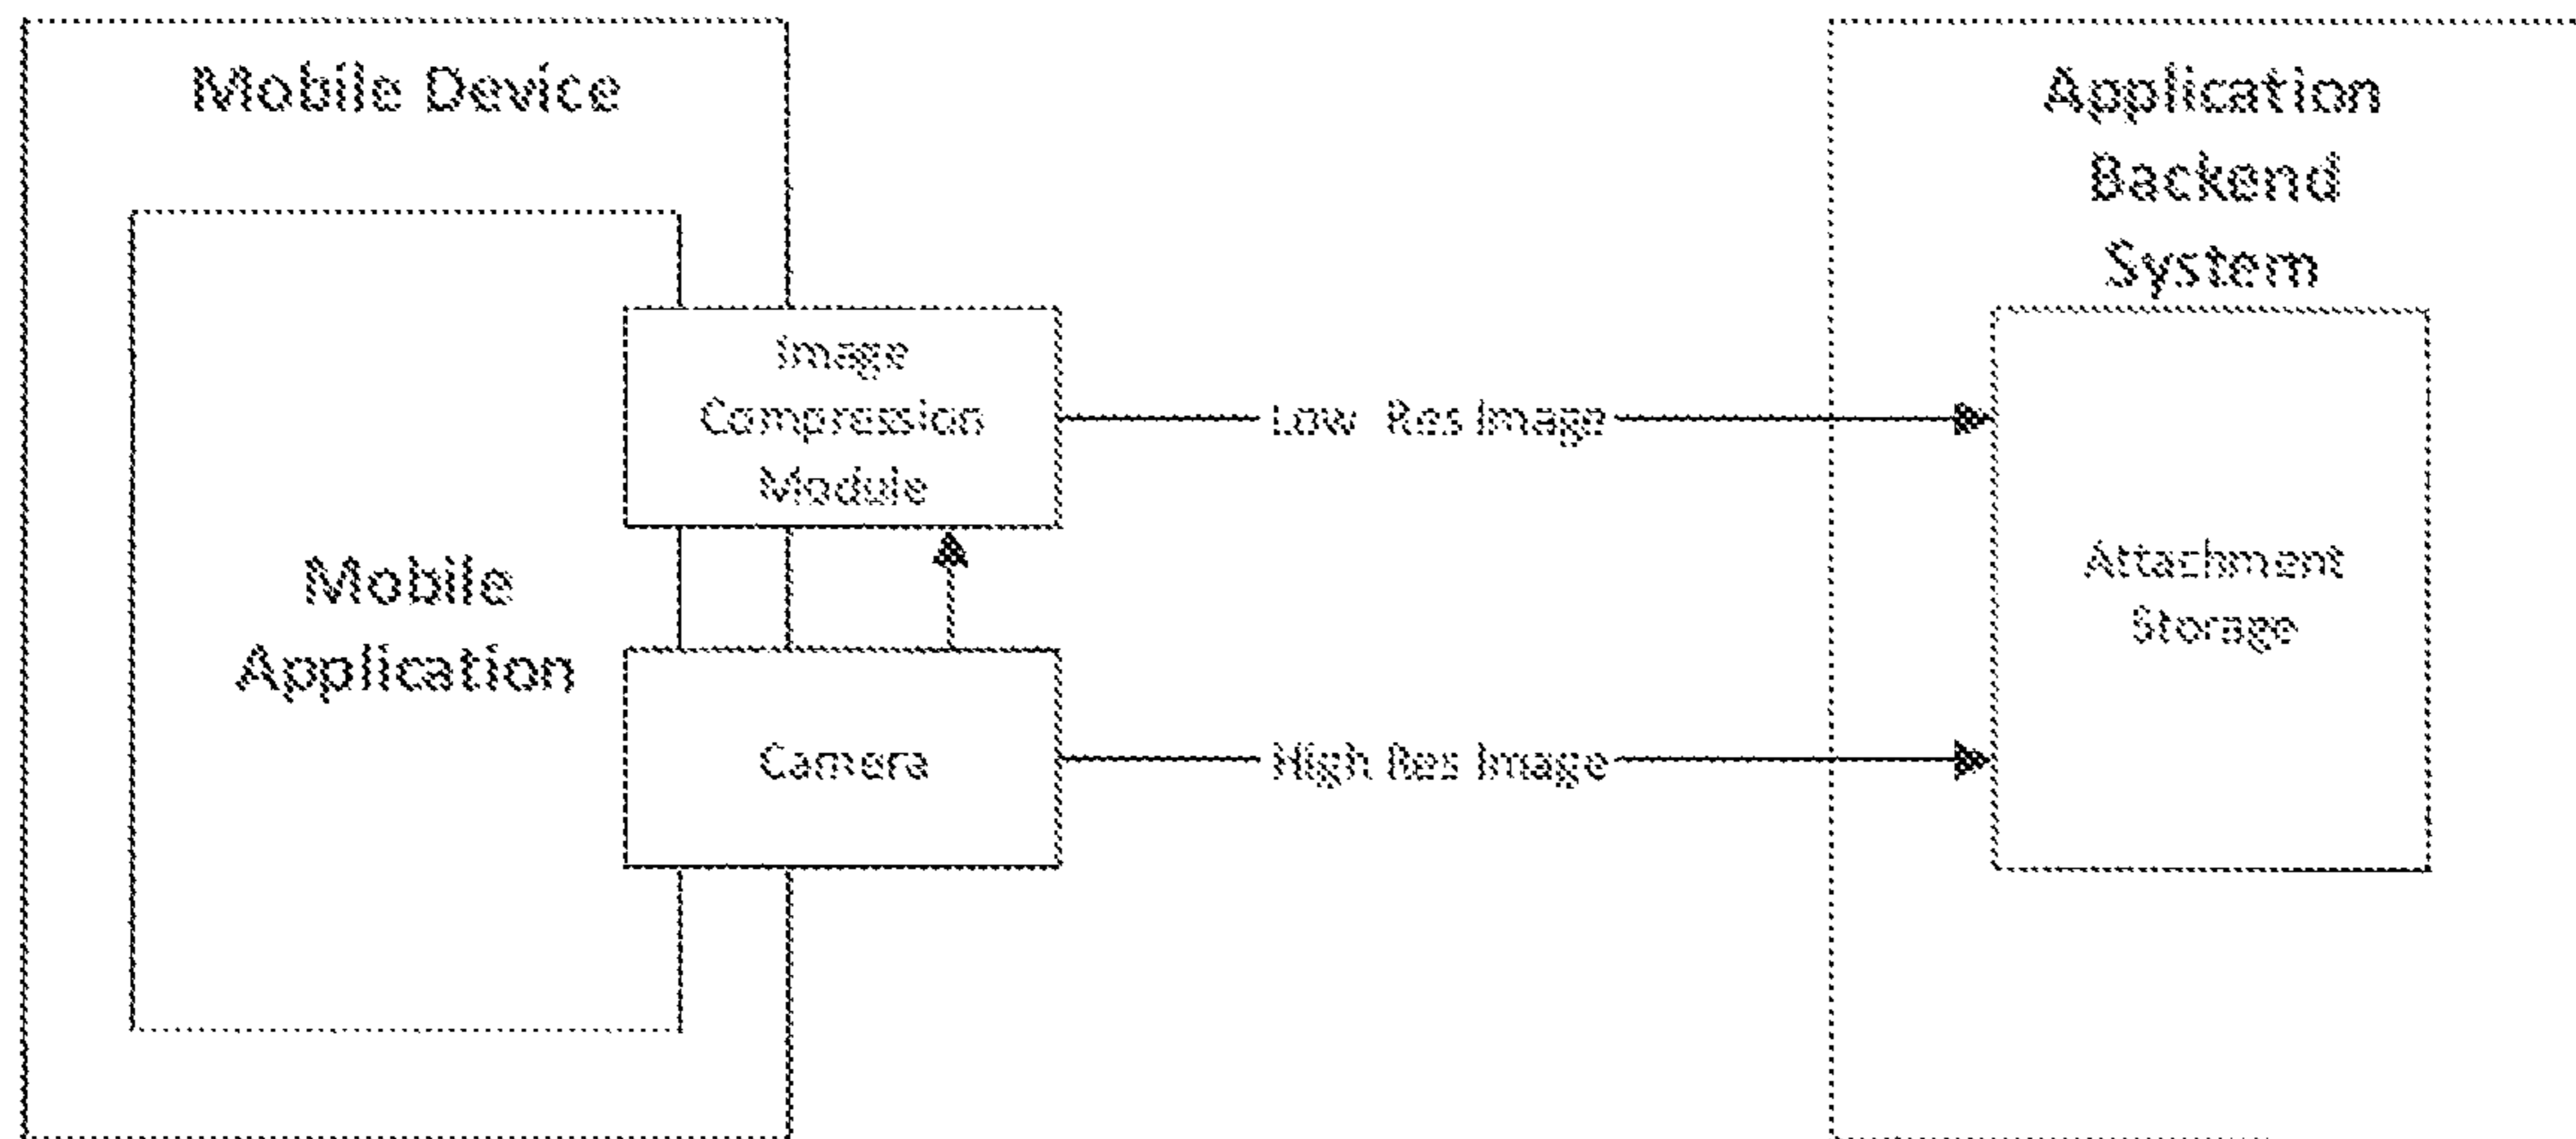 Mobile Device
Application
Backend
System
Image
Compression
Module
Low Res Image
Mobile
Application
Attachment
Storage
Camera
High Res Image